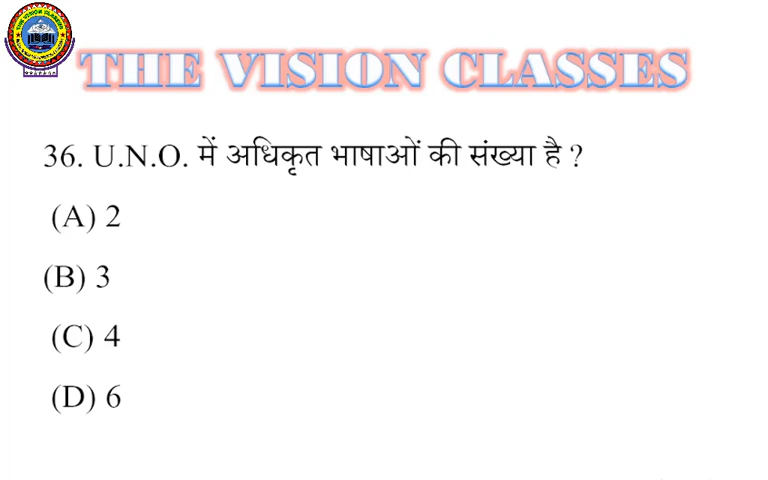 THE VISION CLASSES
36. U.N.O. में अधिकृत भाषाओं की संख्या है ?
(A) 2
(B) 3
(C) 4
(D) 6